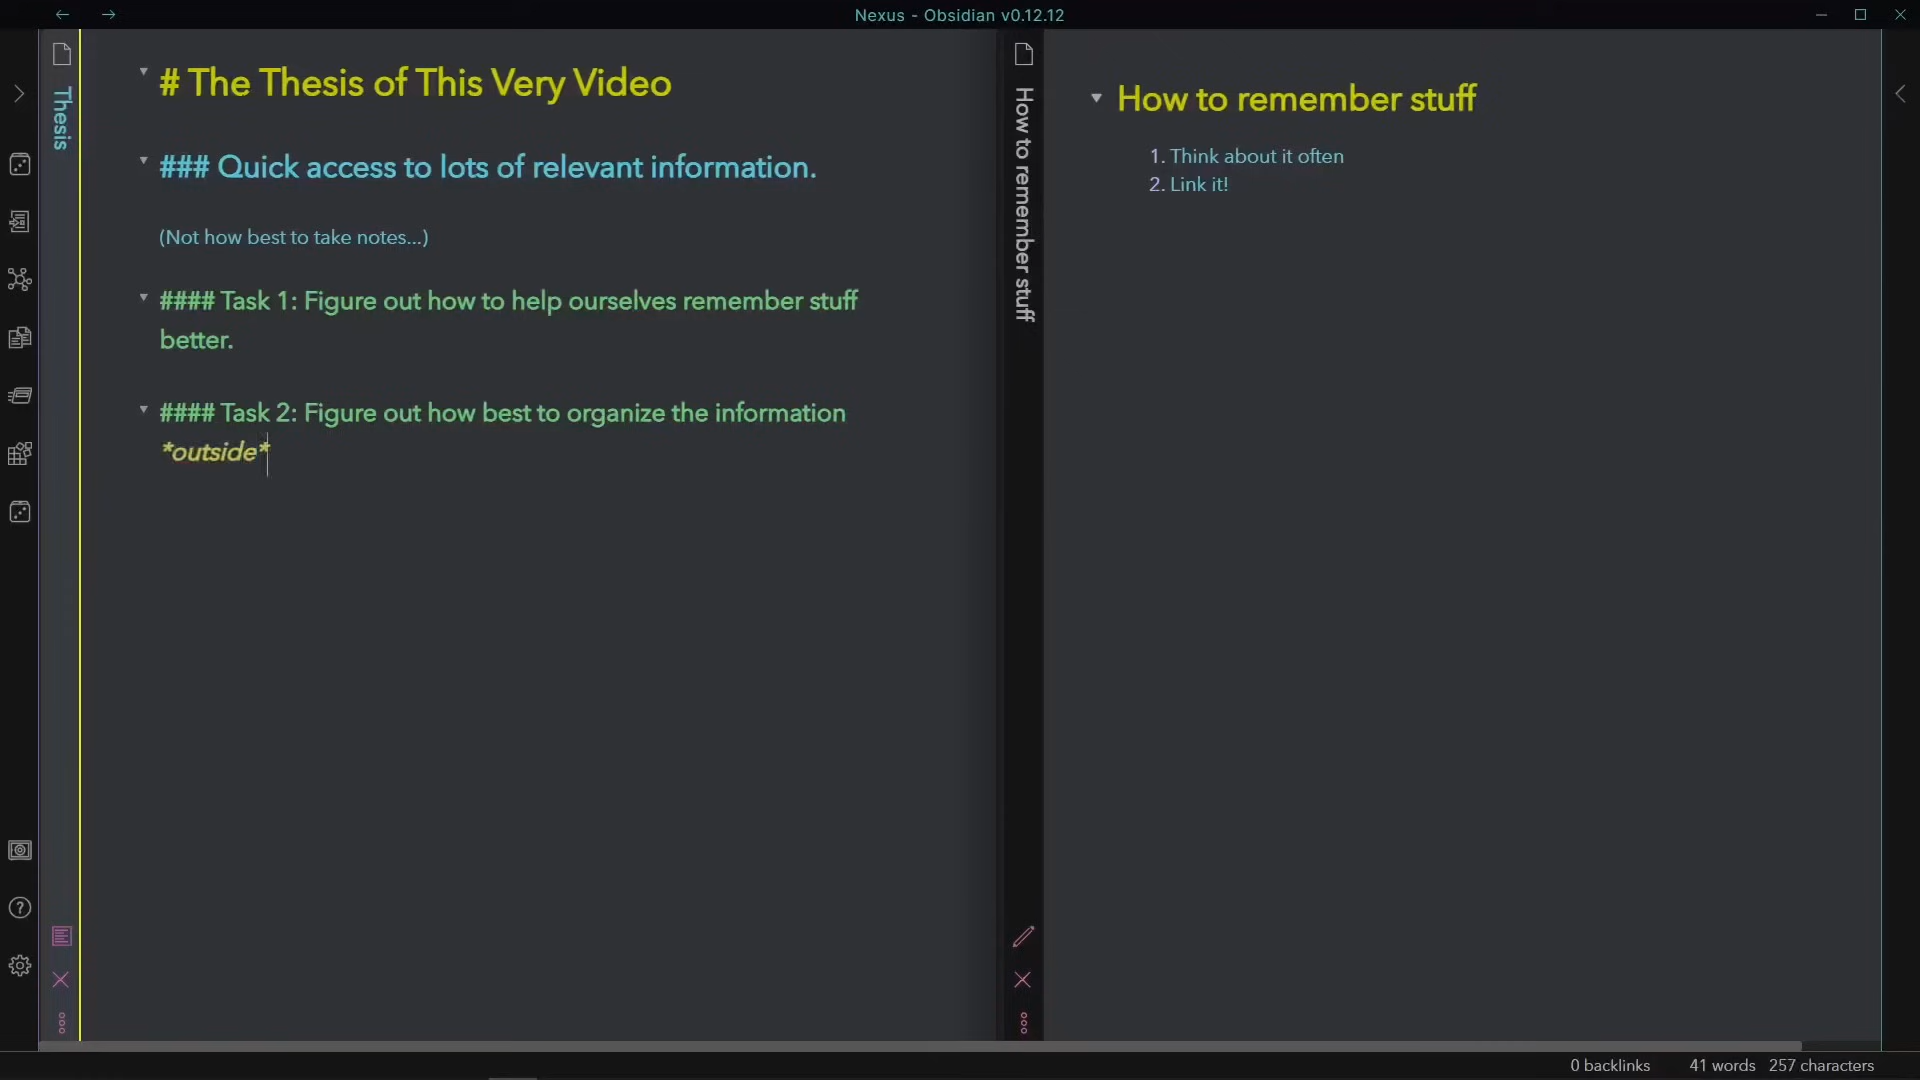 Nexus - Obsidian v0.12.12
Thesis
# The Thesis of This Very Video
### Quick access to lots of relevant information.
(Not how best to take notes...)
#### Task 1: Figure out how to help ourselves remember stuff
better.
#### Task 2: Figure out how best to organize the information
*outside*
How to remember stuff
How to remember stuff
1. Think about it often
2. Link it!
0 backlinks 41 words 257 characters